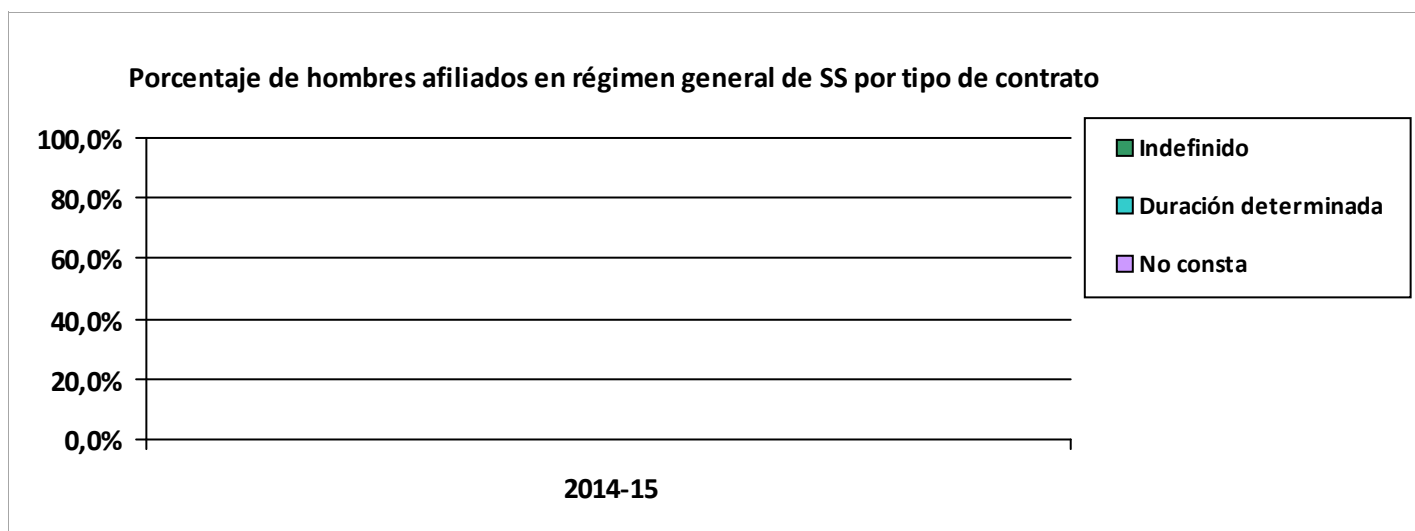 Porcentaje de hombres afiliados en régimen general de SS por tipo de contrato
100,0%
80,0%
60,0%
40,0%
20,0%
0,0%
2014-15
Indefinido
Duración determinada
No consta